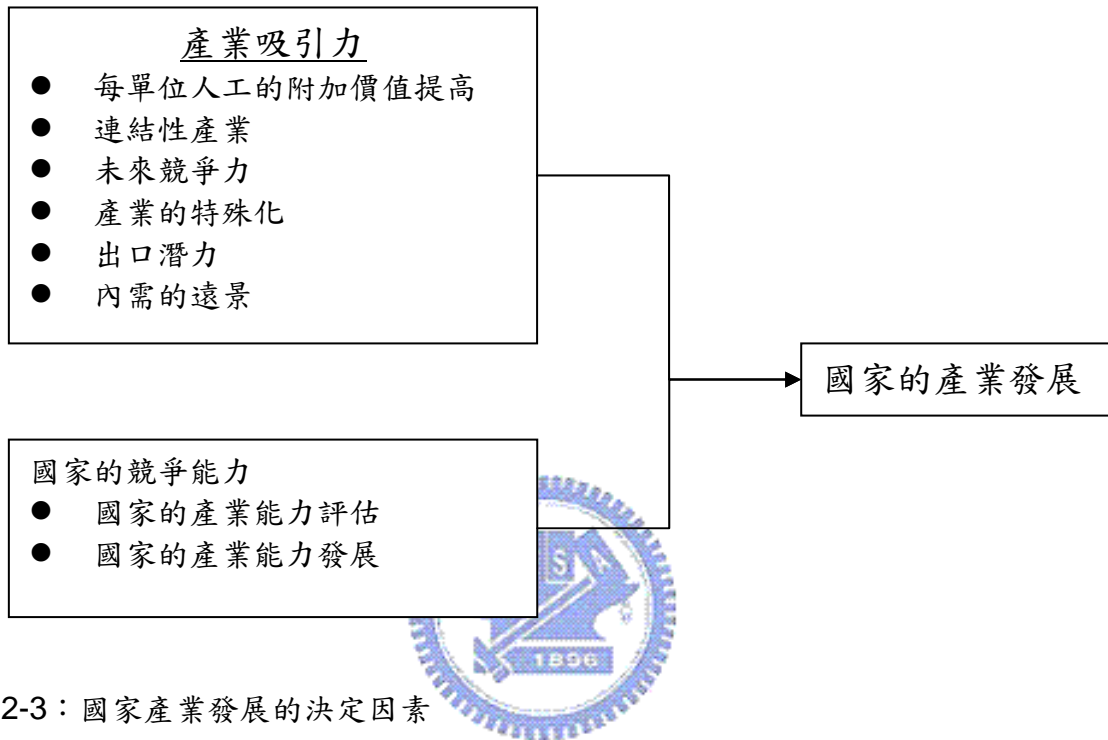 產業吸引力
● 每單位人工的附加價值提高
● 連結性產業
● 未來競爭力
● 產業的特殊化
● 出口潛力
● 內需的遠景
國家的產業發展
國家的競爭能力
● 國家的產業能力評估
● 國家的產業能力發展
S A
1896
2-3：國家產業發展的決定因素